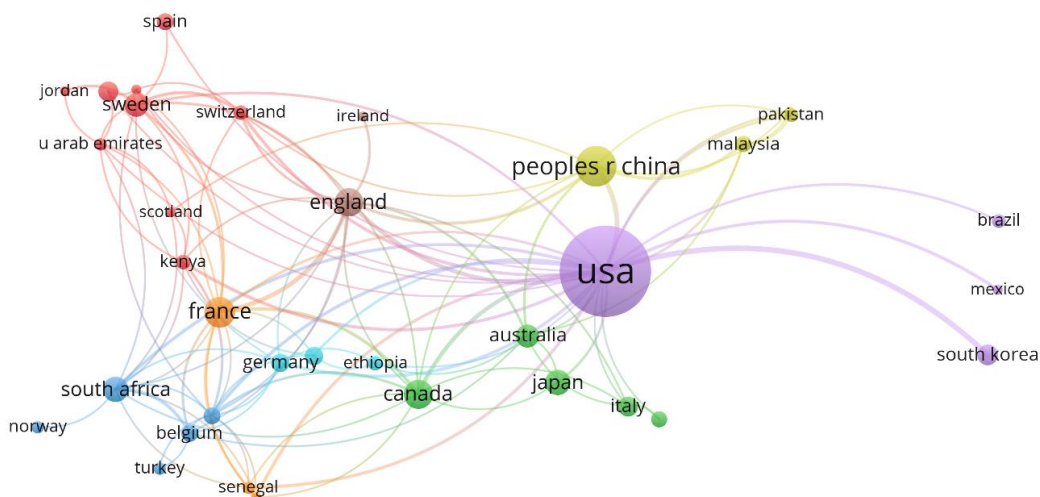 spain
jordan
sweden
switzerland
ireland
u arab emirates
pakistan
malaysia
peoples r china
england
scotland
brazil
kenya
usa
mexico
france
australia
south korea
germany
ethiopia
south africa
canada
japan
italy
norway
belgium
turkey
senegal